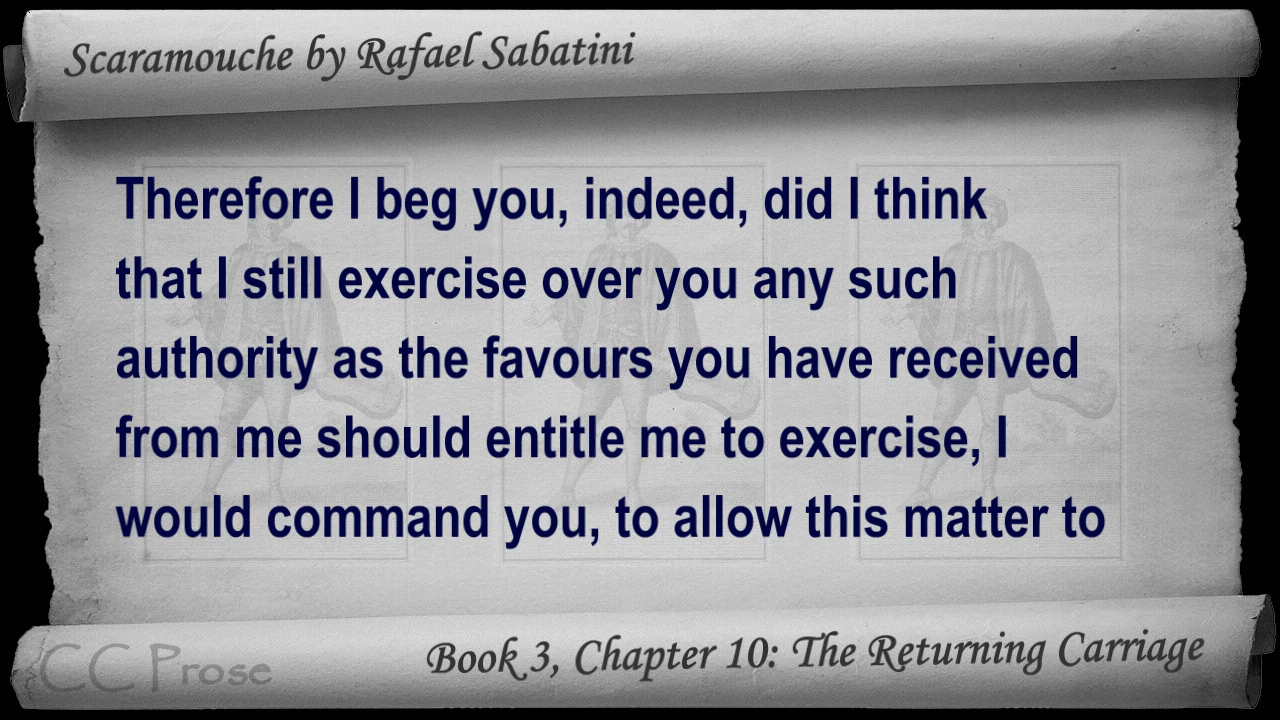 Scaramouche by Rafael Sabatini
Therefore I beg you, indeed, did I think
that I still exercise over you any such
authority as the favours you have received
from me should entitle me to exercise, I
would command you, to allow this matter to
CC Prose
Book 3, Chapter 10: The Returning Carriage